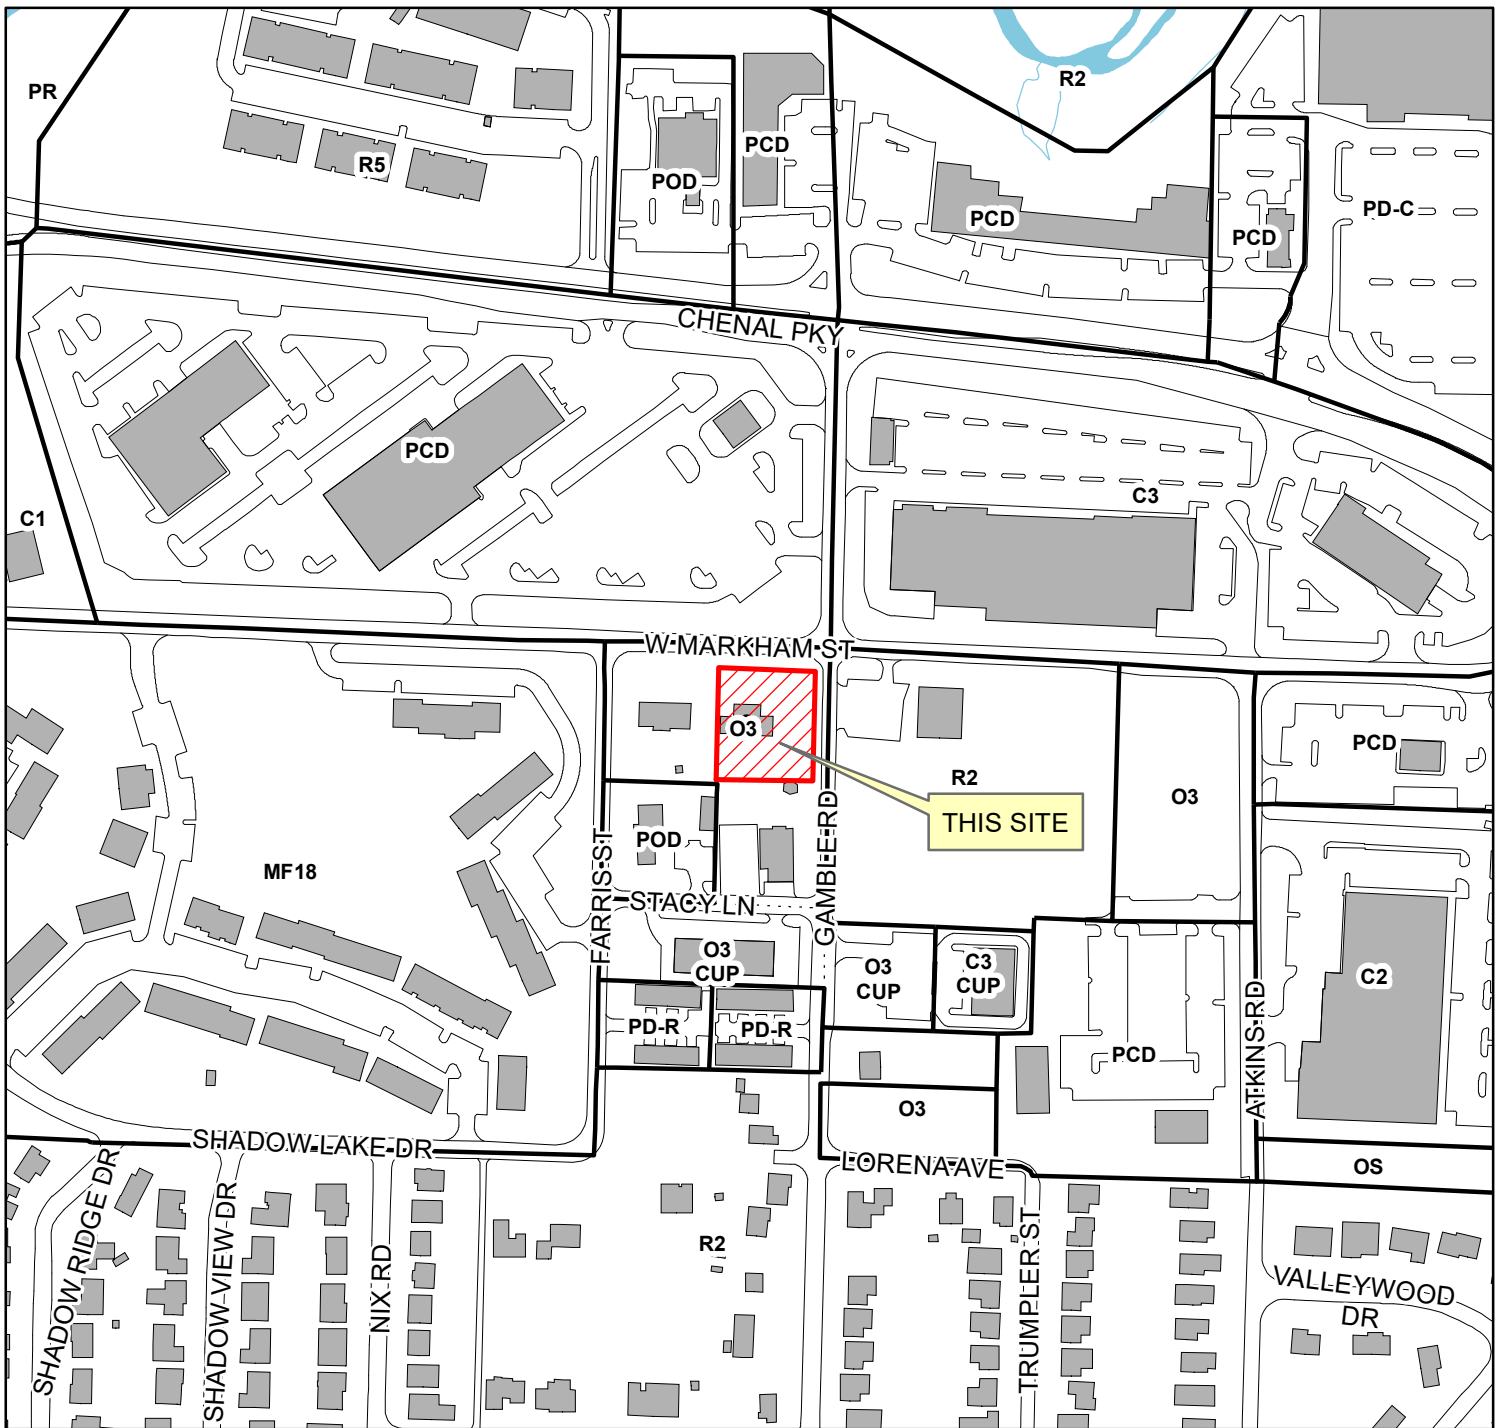 R2
PR
PCD
R5
POD
PD-C
PCD
PCD
CHENAL PKY
PCD
C3
C1
W MARKHAM ST
O3
PCD
R2
O3
THIS SITE
POD
MF18
FARRIS ST
GAMBLE RD
STACY LN
O3
CUP
O3
CUP
C3
CUP
C2
PD-R
PD-R
PCD
ATKINS RD
O3
SHADOW LAKE DR
LORENA AVE
OS
SHADOW RIDGE DR
SHADOW VIEW DR
NIX RD
R2
TRUMPLER ST
VALLEYWOOD
DR